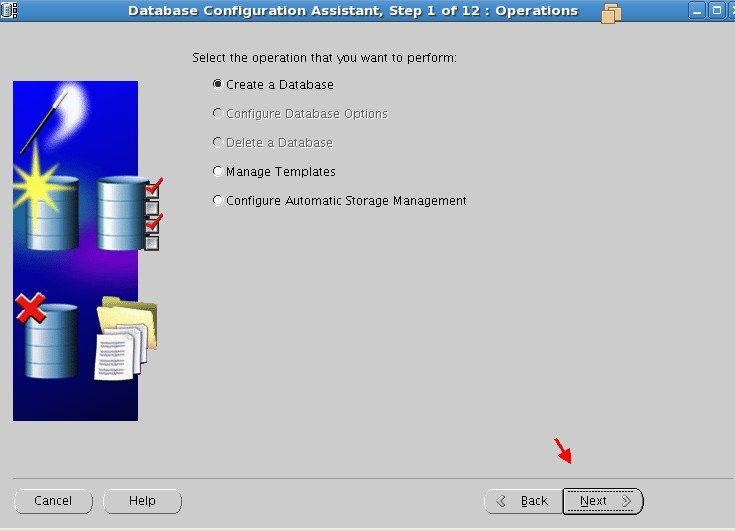 Database Configuration Assistant, Step 1 of 12 : Operations
Select the operation that you want to perform:
Create a Database
Configure Database Options
Delete a Database
Manage Templates
Configure Automatic Storage Management
Cancel
Help
Back
Next